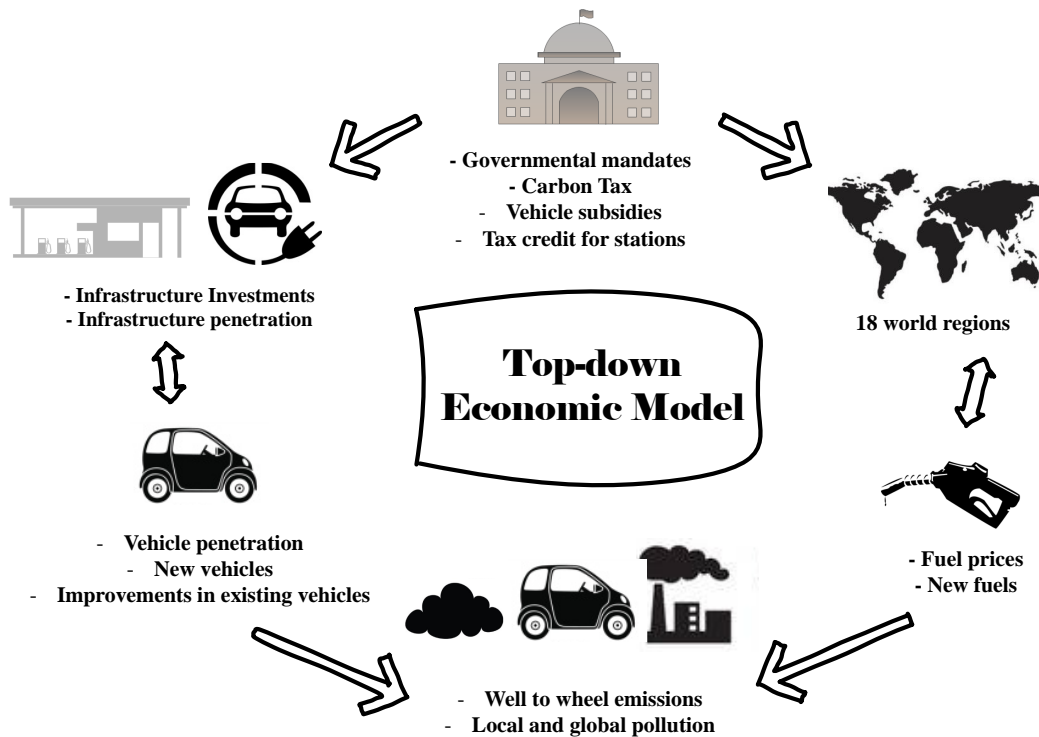 - Governmental mandates
- Carbon Tax
- Vehicle subsidies
- Tax credit for stations
- Infrastructure Investments
- Infrastructure penetration
18 world regions
Top-down
Economic Model
- Vehicle penetration
- New vehicles
- Improvements in existing vehicles
- Fuel prices
- New fuels
- Well to wheel emissions
- Local and global pollution